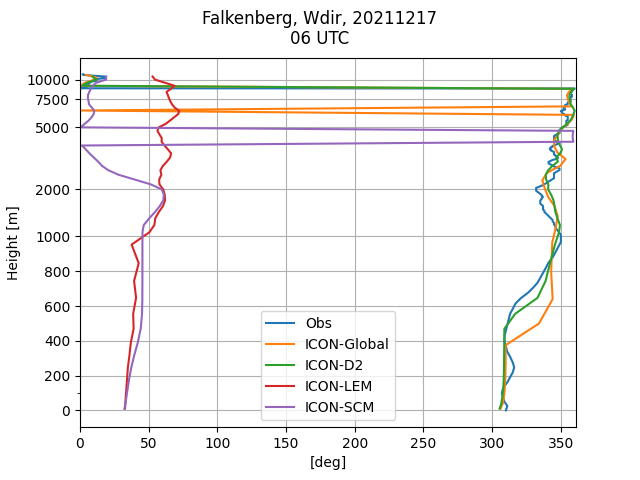 Falkenberg, Wdir, 20211217
06 UTC
Height [m]
10000
7500
5000
2000
1000
800
600
400
200
0
Obs
ICON-Global
ICON-D2
ICON-LEM
ICON-SCM
0 50 100 150 200 250 300 350
[deg]